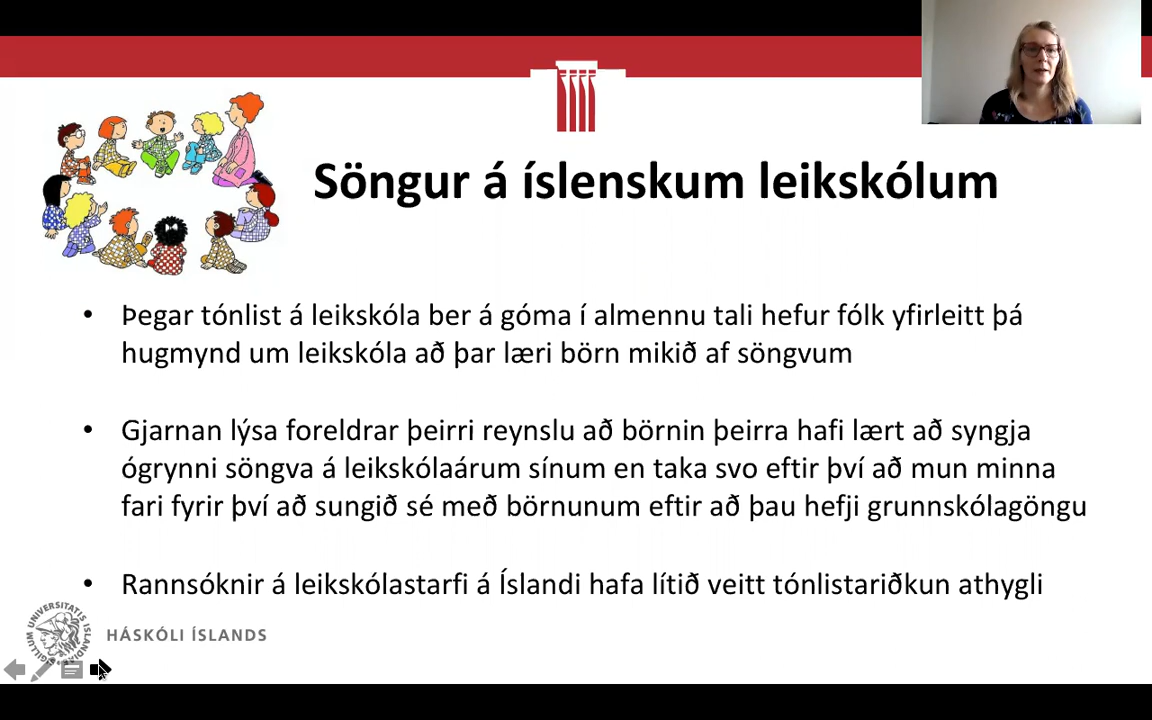 Söngur á íslenskum leikskólum
• Þegar tónlist á leikskóla ber á góma í almennu tali hefur fólk yfirleitt þá
hugmynd um leikskóla að þar læri börn mikið af söngvum
• Gjarnan lýsa foreldrar þeirri reynslu að börnin þeirra hafi lært að syngja
ógrynni söngva á leikskólaárum sínum en taka svo eftir því að mun minna
fari fyrir því að sungið sé með börnunum eftir að þau hefji grunnskólagöngu
• Rannsóknir á leikskólastarfi á Íslandi hafa lítið veitt tónlistariðkun athygli
SIGILLUM UNIVERSITATIS ISLANDIAE
HÁSKÓLI ÍSLANDS